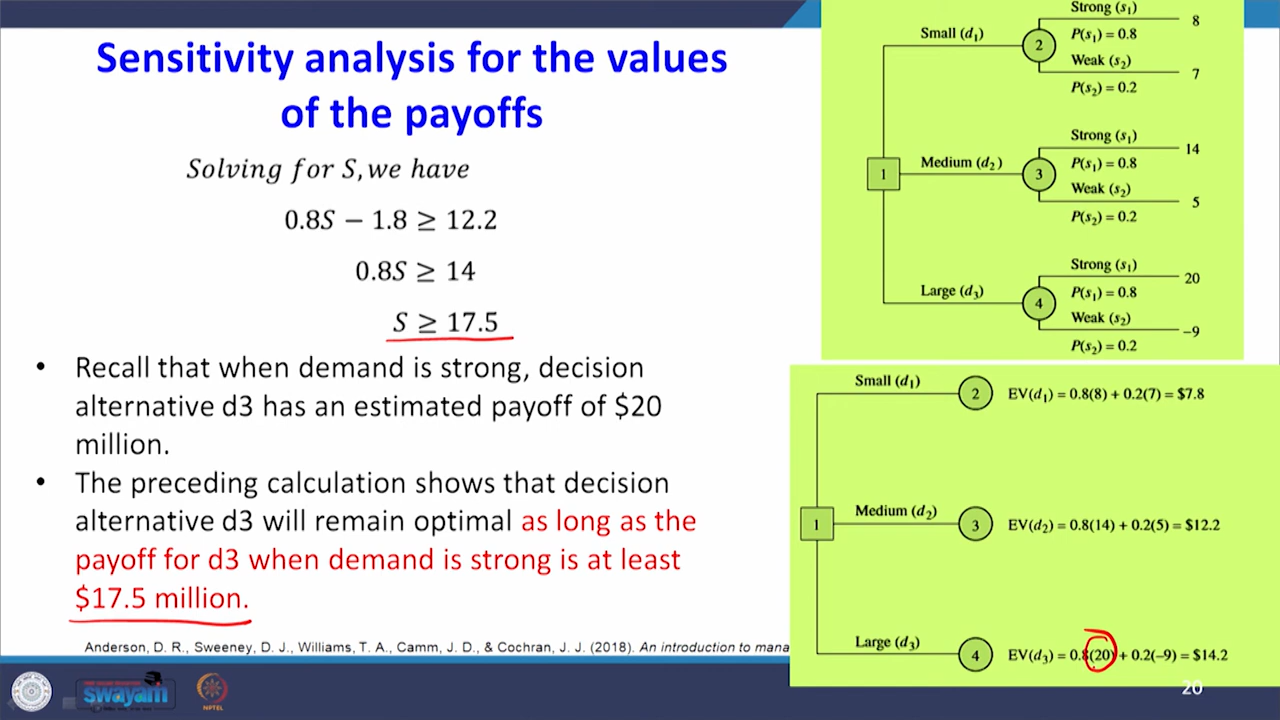 Sensitivity analysis for the values
of the payoffs
Solving for S, we have
0.8S − 1.8 ≥ 12.2
0.8S ≥ 14
S ≥ 17.5
• Recall that when demand is strong, decision
alternative d3 has an estimated payoff of $20
million.
• The preceding calculation shows that decision
alternative d3 will remain optimal as long as the
payoff for d3 when demand is strong is at least
$17.5 million.
Anderson, D. R., Sweeney, D. J., Williams, T. A., Camm, J. D., & Cochran, J. J. (2018). An introduction to
swayam
NPTEL
20
Strong (s1)
8
Small (d1)
2
P(s1) = 0.8
Weak (s2)
7
P(s2) = 0.2
Strong (s1)
14
1
Medium (d2)
3
P(s1) = 0.8
Weak (s2)
5
P(s2) = 0.2
Strong (s1)
20
Large (d3)
4
P(s1) = 0.8
Weak (s2)
−9
P(s2) = 0.2
Small (d1)
2
EV(d1) = 0.8(8) + 0.2(7) = $7.8
1
Medium (d2)
3
EV(d2) = 0.8(14) + 0.2(5) = $12.2
Large (d3)
4
EV(d3) = 0.8(20) + 0.2(−9) = $14.2